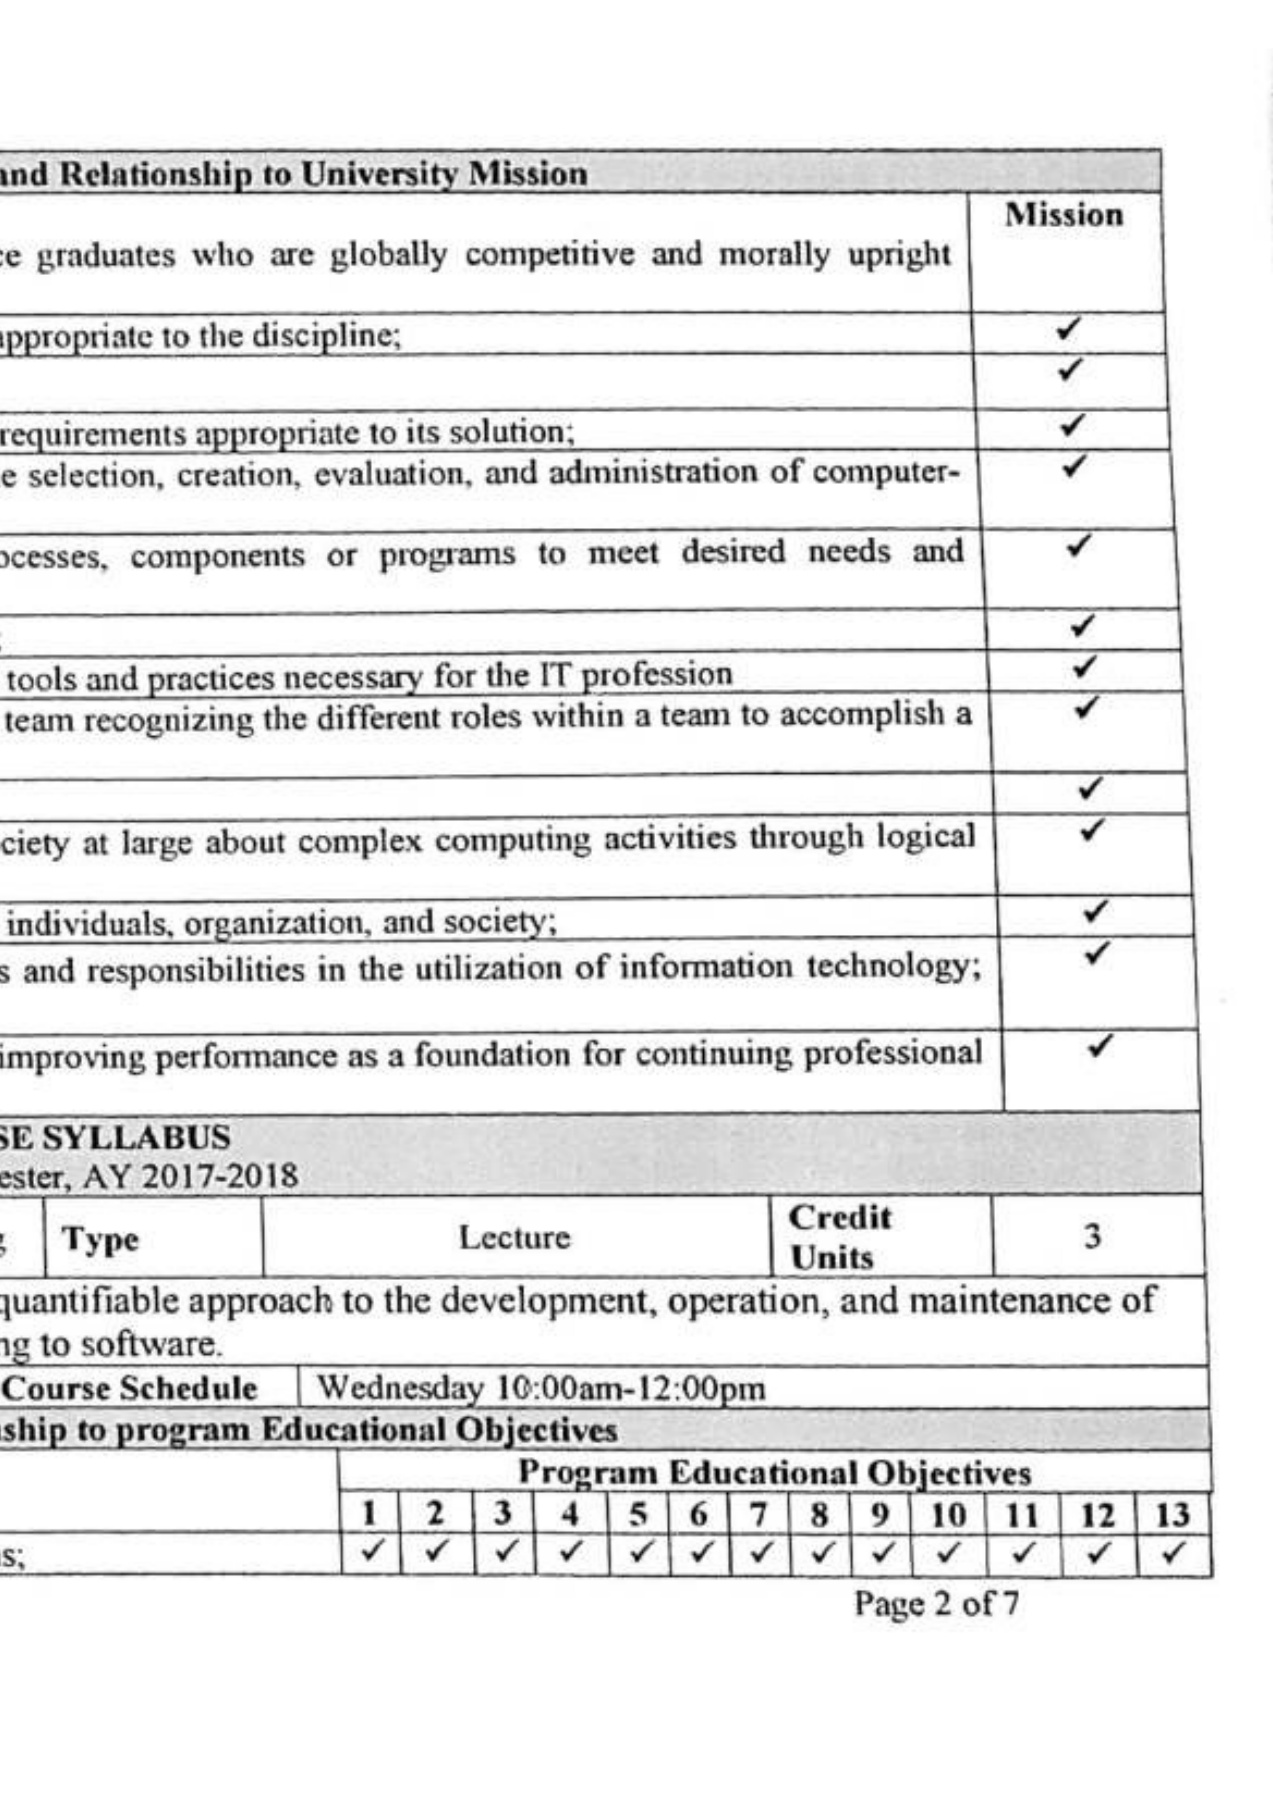 and Relationship to University Mission
Mission
ce graduates who are globally competitive and morally upright
appropriate to the discipline; ✓
✓
requirements appropriate to its solution; ✓
e selection, creation, evaluation, and administration of computer- ✓
ocesses, components or programs to meet desired needs and ✓
; ✓
tools and practices necessary for the IT profession ✓
team recognizing the different roles within a team to accomplish a ✓
✓
ciety at large about complex computing activities through logical ✓
individuals, organization, and society; ✓
s and responsibilities in the utilization of information technology; ✓
improving performance as a foundation for continuing professional ✓
SE SYLLABUS
ester, AY 2017-2018
g Type Lecture Credit Units 3
quantifiable approach to the development, operation, and maintenance of
ng to software.
Course Schedule Wednesday 10:00am-12:00pm
ship to program Educational Objectives
Program Educational Objectives
1 2 3 4 5 6 7 8 9 10 11 12 13
s; ✓ ✓ ✓ ✓ ✓ ✓ ✓ ✓ ✓ ✓ ✓ ✓ ✓
Page 2 of 7